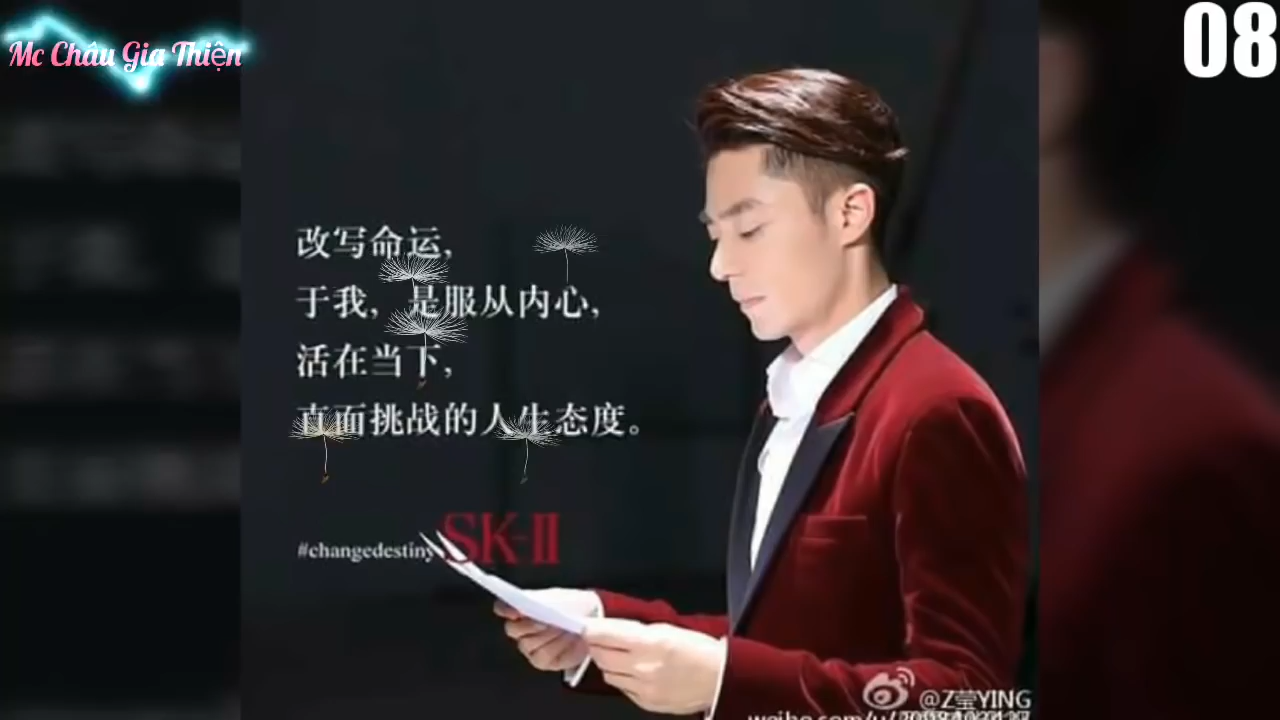 Mc Châu Gia Thiện
08
改写命运,
于我, 是服从内心,
活在当下,
直面挑战的人生态度。
#changedestiny SK-II
@Z莹YING